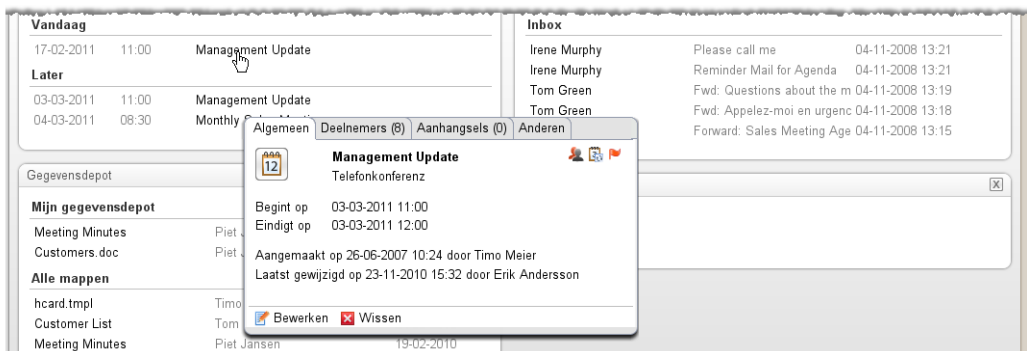 Vandaag
17-02-2011 11:00 Management Update
Later
03-03-2011 11:00 Management Update
04-03-2011 08:30 Monthly
Inbox
Irene Murphy Please call me 04-11-2008 13:21
Irene Murphy Reminder Mail for Agenda 04-11-2008 13:21
Tom Green Fwd: Questions about the m 04-11-2008 13:19
Tom Green Fwd: Appelez-moi en urgenc 04-11-2008 13:18
Forward: Sales Meeting Age 04-11-2008 13:15
Algemeen Deelnemers (8) Aanhangsels (0) Anderen
12 Management Update
Telefonkonferenz
Begint op 03-03-2011 11:00
Eindigt op 03-03-2011 12:00
Aangemaakt op 26-06-2007 10:24 door Timo Meier
Laatst gewijzigd op 23-11-2010 15:32 door Erik Andersson
Bewerken Wissen
Gegevensdepot
Mijn gegevensdepot
Meeting Minutes Piet
Customers.doc Piet
Alle mappen
hcard.tmpl Timo
Customer List Tom
Meeting Minutes Piet Jansen 19-02-2010